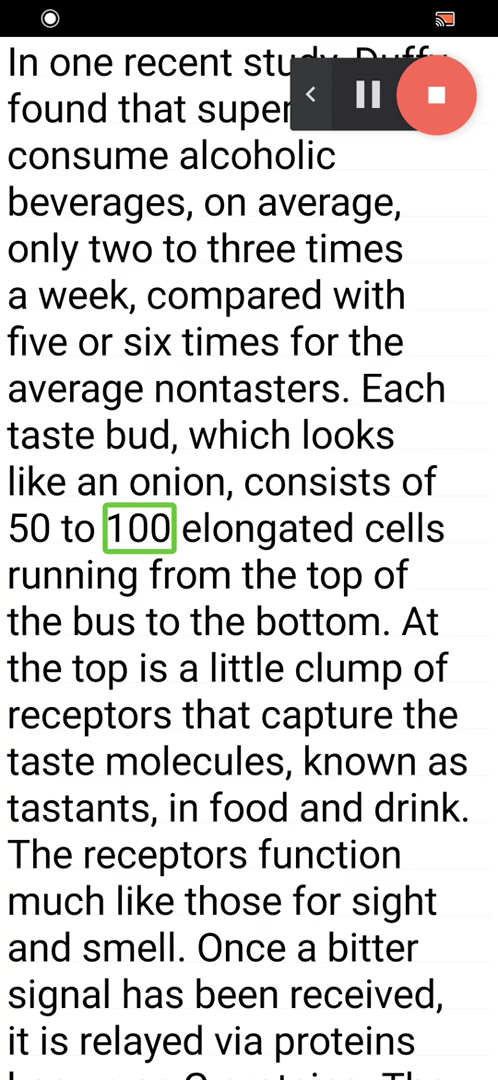 In one recent
found that
consume alcoholic
beverages, on average,
only two to three times
a week, compared with
five or six times for the
average nontasters. Each
taste bud, which looks
like an onion, consists of
50 to 100 elongated cells
running from the top of
the bus to the bottom. At
the top is a little clump of
receptors that capture the
taste molecules, known as
tastants, in food and drink.
The receptors function
much like those for sight
and smell. Once a bitter
signal has been received,
it is relayed via proteins